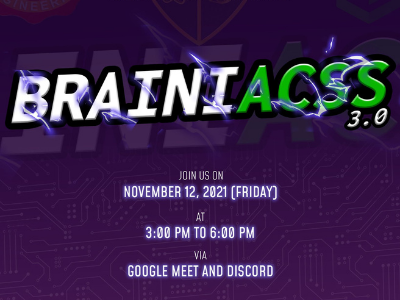 BRAINIACSS
3.0
JOIN US ON
NOVEMBER 12, 2021 (FRIDAY)
AT
3:00 PM TO 6:00 PM
VIA
GOOGLE MEET AND DISCORD